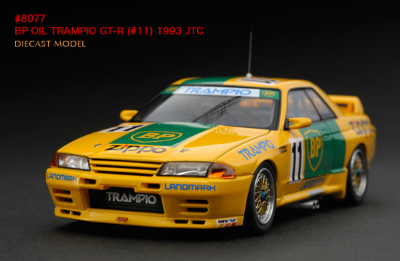 #8077
BP OIL TRAMPIO GT-R (#11) 1993 JTC
DIECAST MODEL
TRAMPIO
BP
Zippo
TRAMPIO
11
BP
LANDMARK
LANDMARK
TRAMPIO